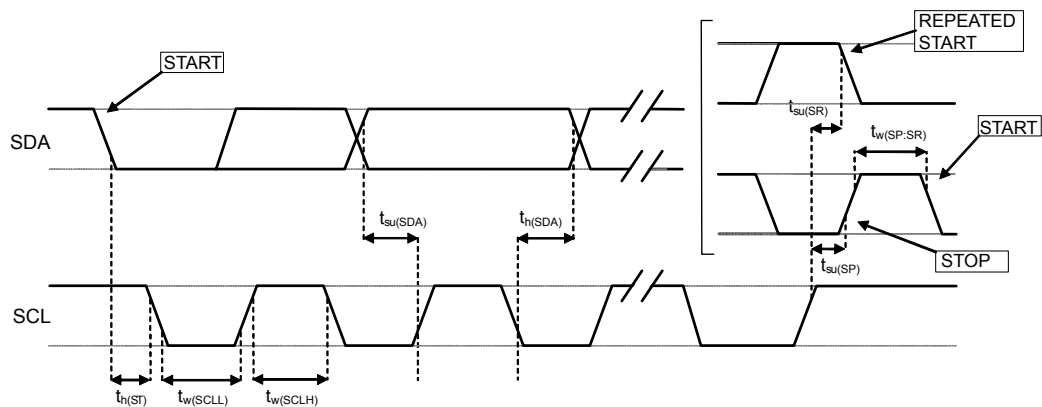 REPEATED
START
START
tsu(SR)
START
SDA
tw(SP:SR)
tsu(SDA)
th(SDA)
STOP
tsu(SP)
SCL
th(ST)
tw(SCLL)
tw(SCLH)